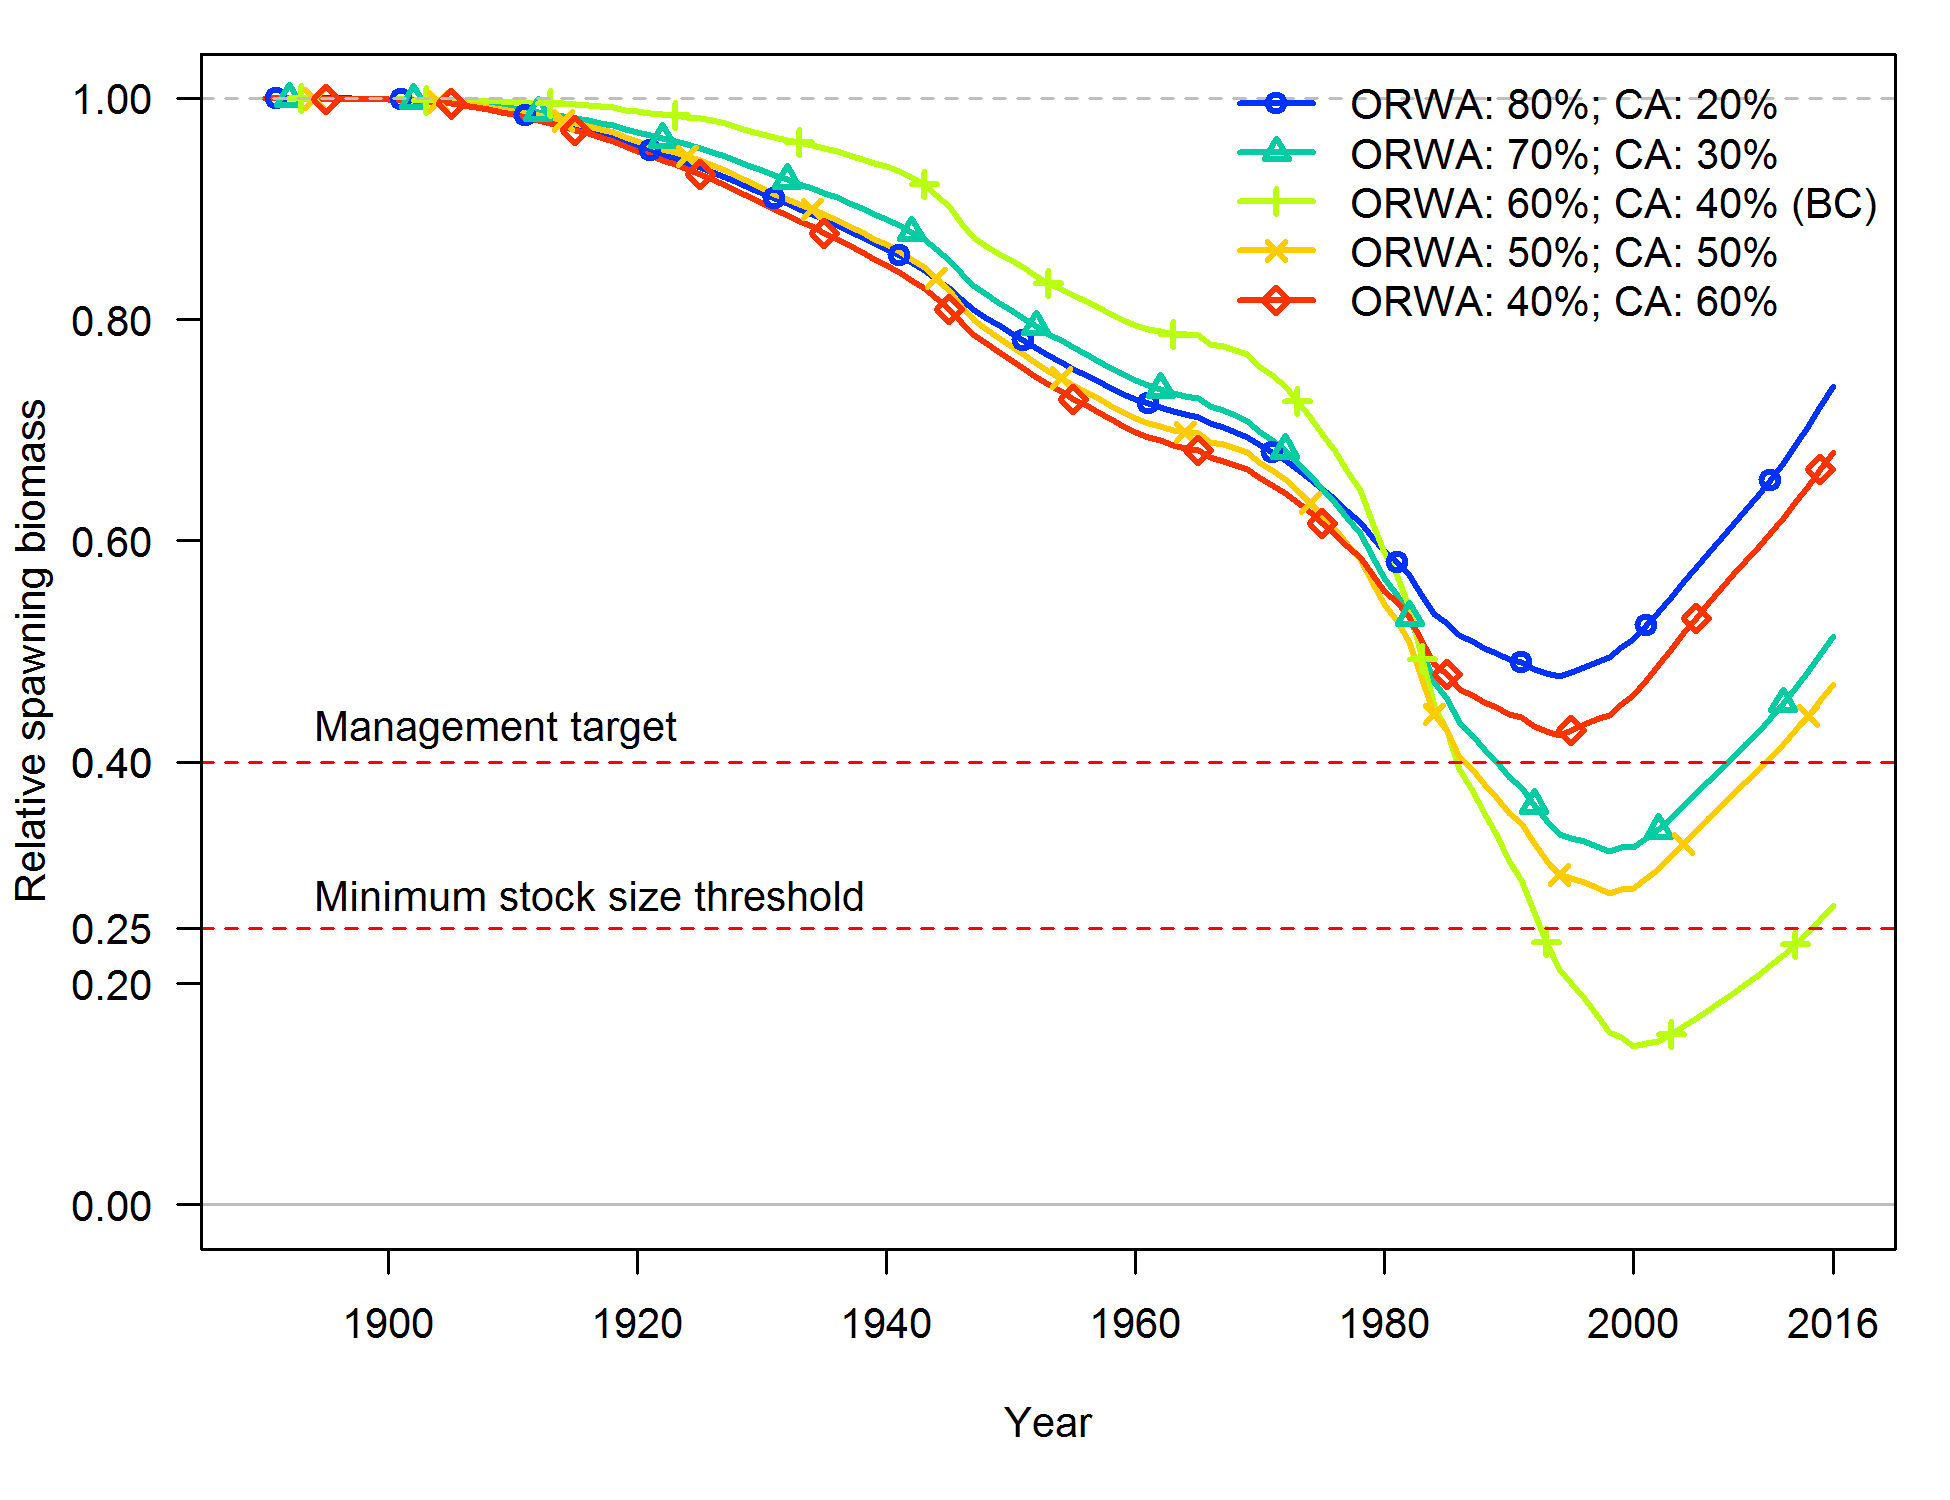 1.00
0.80
0.60
0.40
0.25
0.20
0.00
Relative spawning biomass
ORWA: 80%; CA: 20%
ORWA: 70%; CA: 30%
ORWA: 60%; CA: 40% (BC)
ORWA: 50%; CA: 50%
ORWA: 40%; CA: 60%
Management target
Minimum stock size threshold
1900 1920 1940 1960 1980 2000 2016
Year